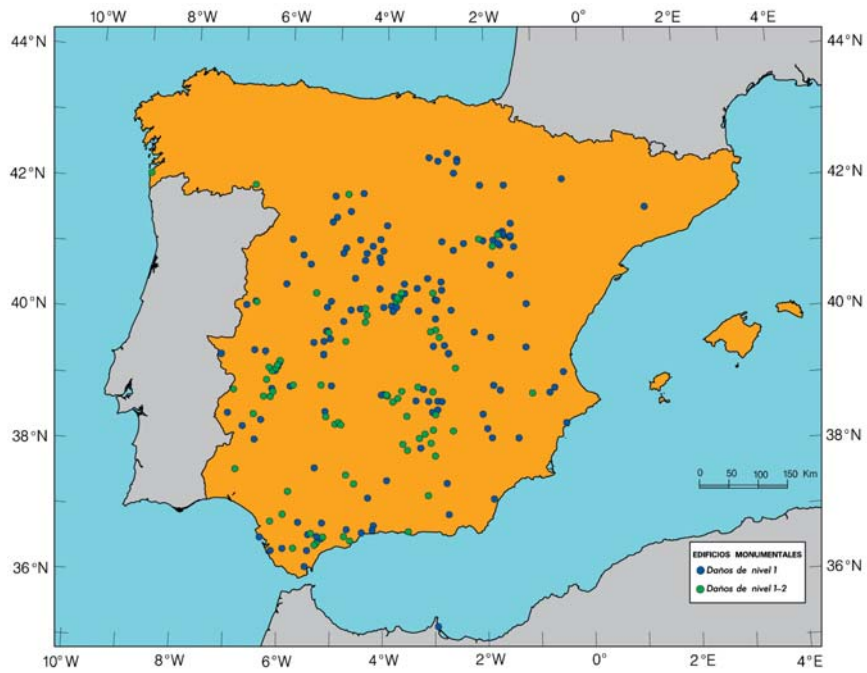 10°W 8°W 6°W 4°W 2°W 0° 2°E 4°E
44°N 44°N
42°N 42°N
40°N 40°N
38°N 38°N
0 50 100 150 Km
EDIFICIOS MONUMENTALES
Daños de nivel 1
Daños de nivel 1-2
36°N 36°N
10°W 8°W 6°W 4°W 2°W 0° 2°E 4°E